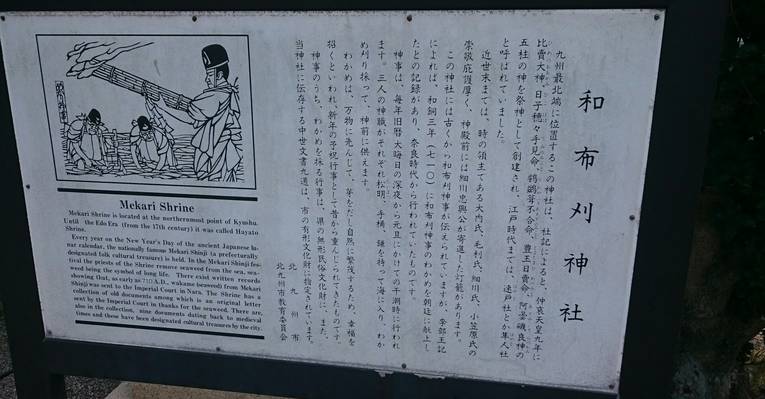 和布刈神社
九州最北端に位置するこの神社は、社記によると、仲哀天皇九年に
比賣大神、日子穂々手見命、鵜鷀草葺不合命、豊玉日賣命、阿曇磯良神の
五柱の神を祭神として創建され、江戸時代までは、速戸社とか隼人社
と呼ばれていました。
近世末までは、時の領主である大内氏、毛利氏、細川氏、小笠原氏の
崇敬庇護厚く、神殿前には細川忠興公が寄進した灯籠があります。
この神社には古くから和布刈神事が伝えられていますが、李部王記
によれば、和銅三年(七一〇)に和布刈神事のわかめを朝廷に献上し
たとの記録があり、奈良時代から行われていたものです。
神事は、毎年旧暦大晦日の深夜から元旦にかけての干潮時に行われ
ます。三人の神職がそれぞれ松明、手桶、鎌を持って海に入り、わか
め刈り採って、神前に供えます。
わかめは、万物に先んじて、芽をだし自然に繁茂するため、幸福を
招くといわれ、新年の予祝行事として昔から重んじられてきたものです。
神事のうち、わかめを採る行事は、県の無形民俗文化財に、また、
当神社に伝存する中世文書九通は、市の有形文化財に指定されています。
北九州市
北九州市教育委員会
Mekari Shrine
Mekari Shrine is located at the northernmost point of Kyushu.
Until the Edo Era (from the 17th century) it was called Hayato
Shrine.
Every year on the New Year's Day of the ancient Japanese lu-
nar calendar, the nationally famous Mekari Shinji (a prefecturally
designated folk cultural treasure) is held. In the Mekari Shinji fes-
tival the priests of the Shrine remove seaweed from the sea, sea-
weed being the symbol of long life. There exist written records
showing that, as early as 710 A.D., wakame (seaweed) from Mekari
Shinji was sent to the Imperial Court in Nara. The Shrine has a
collection of old documents among which is an original letter
sent by the Imperial Court in thanks for the seaweed. There are,
also in the collection, nine documents dating back to medieval
times and these have been designated cultural treasures by the city.